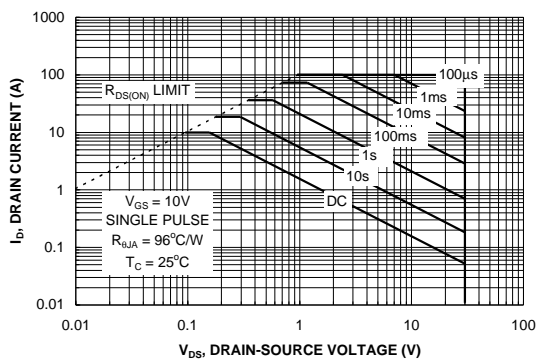 1000
100
10
1
0.1
0.01
I_D, DRAIN CURRENT (A)
R_DS(ON) LIMIT
100µs
1ms
10ms
100ms
1s
10s
DC
V_GS = 10V
SINGLE PULSE
R_θJA = 96°C/W
T_C = 25°C
0.01
0.1
1
10
100
V_DS, DRAIN-SOURCE VOLTAGE (V)